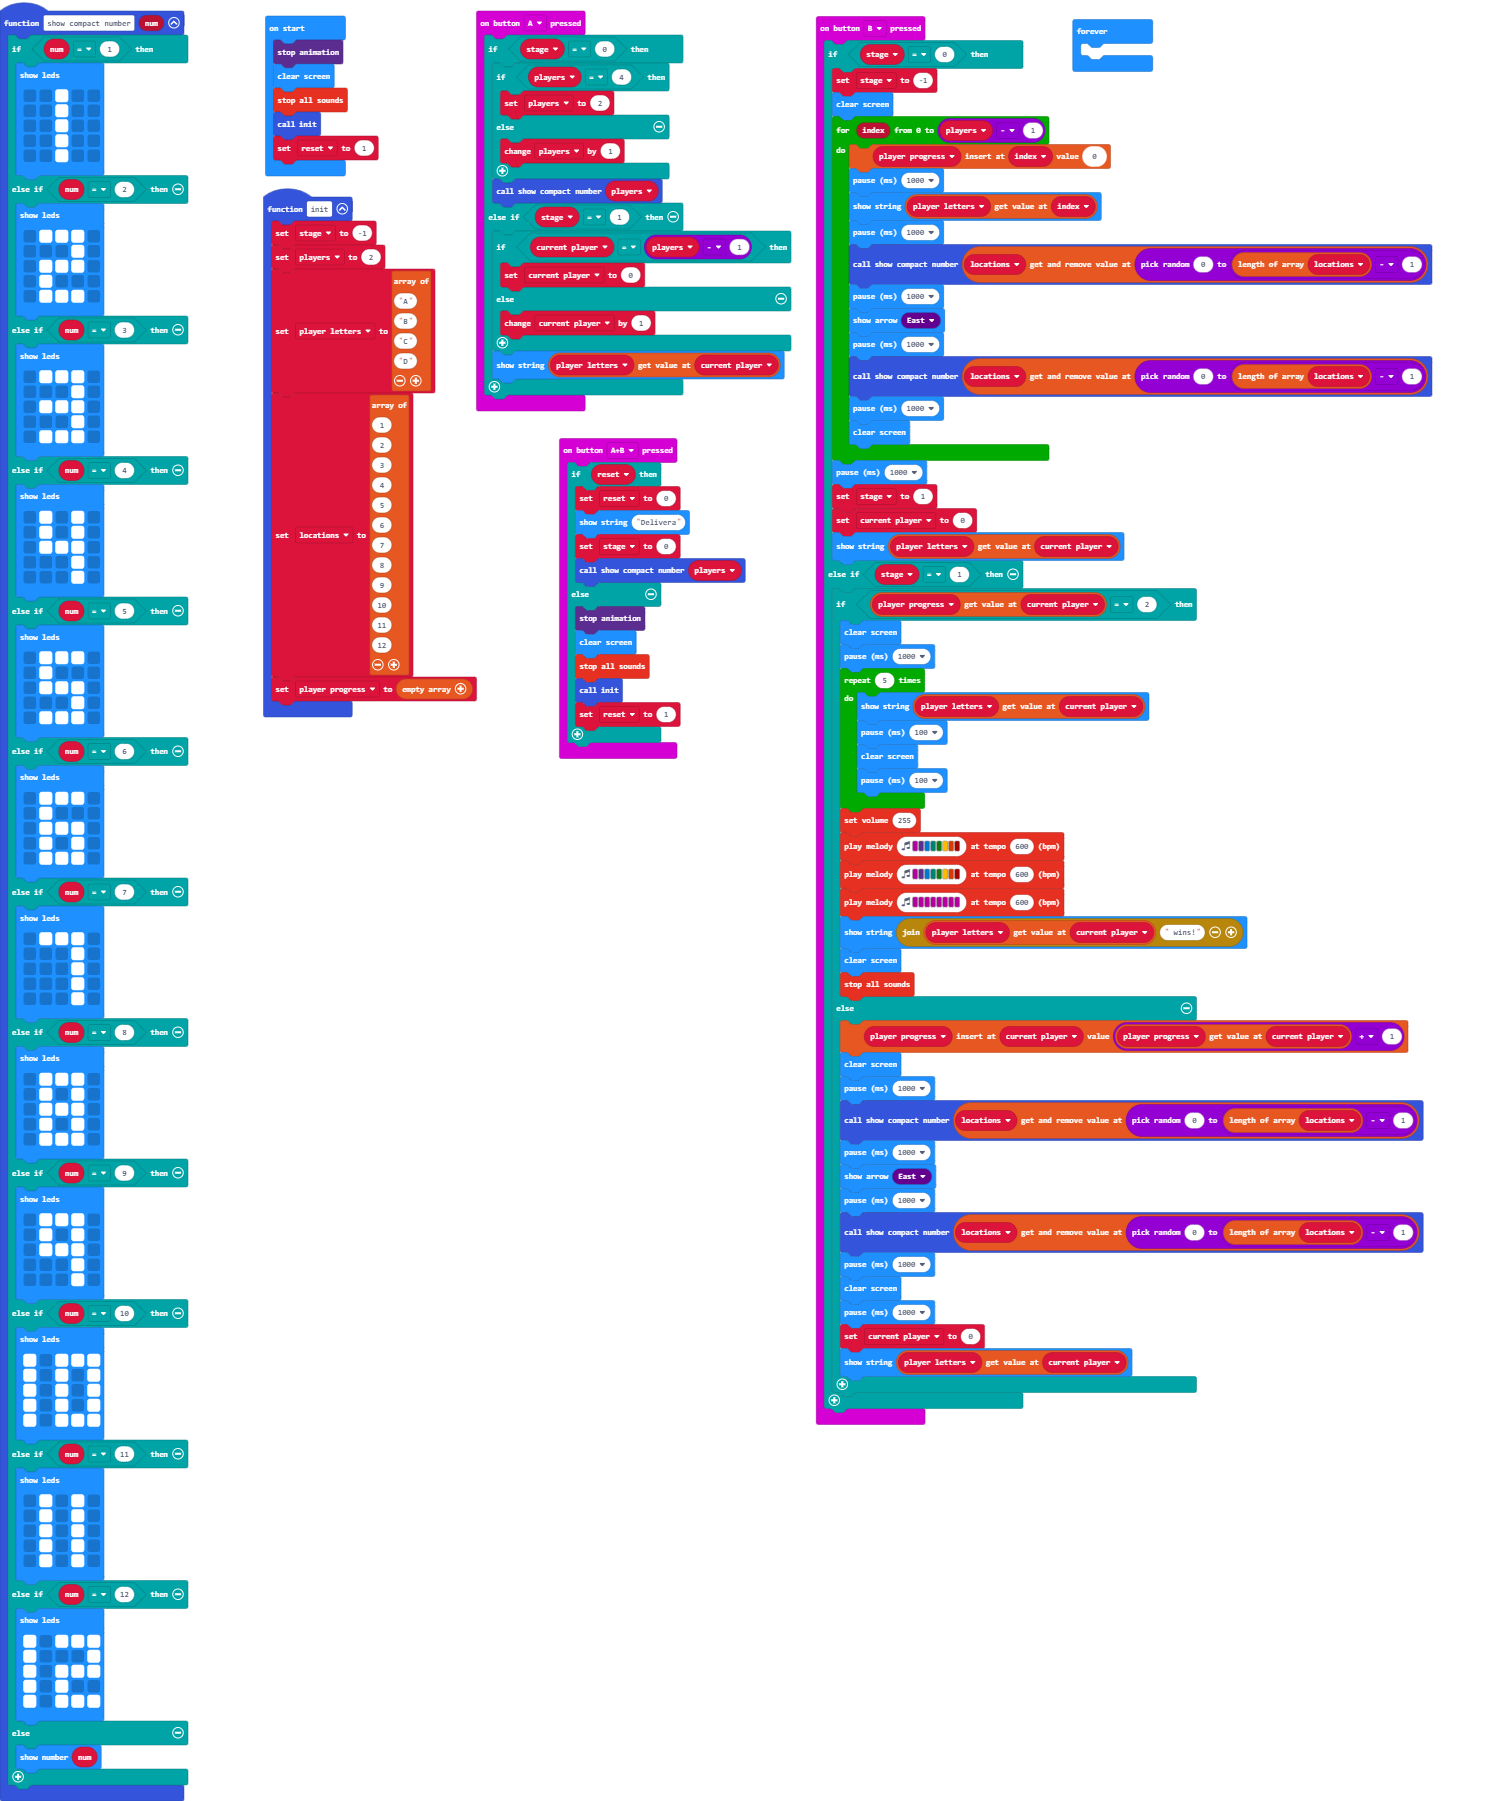 function show compact number num
if num = 1 then
show leds
else if num = 2 then
show leds
else if num = 3 then
show leds
else if num = 4 then
show leds
else if num = 5 then
show leds
else if num = 6 then
show leds
else if num = 7 then
show leds
else if num = 8 then
show leds
else if num = 9 then
show leds
else if num = 10 then
show leds
else if num = 11 then
show leds
else if num = 12 then
show leds
else
show number num
on start
stop animation
clear screen
stop all sounds
call init
set reset to 1
function init
set stage to -1
set players to 2
set player letters to array of
"A"
"B"
"C"
"D"
set locations to array of
1
2
3
4
5
6
7
8
9
10
11
12
set player progress to empty array
on button A pressed
if stage = 0 then
if players = 4 then
set players to 2
else
change players by 1
call show compact number players
else if stage = 1 then
if current player = players - 1 then
set current player to 0
else
change current player by 1
show string player letters get value at current player
on button A+B pressed
if reset then
set reset to 0
show string "Delivera"
set stage to 0
call show compact number players
else
stop animation
clear screen
stop all sounds
call init
set reset to 1
on button B pressed
if stage = 0 then
set stage to -1
clear screen
for index from 0 to players - 1
do player progress insert at index value 0
pause (ms) 1000
show string player letters get value at index
pause (ms) 1000
call show compact number locations get and remove value at pick random 0 to length of array locations - 1
pause (ms) 1000
show arrow East
pause (ms) 1000
call show compact number locations get and remove value at pick random 0 to length of array locations - 1
pause (ms) 1000
clear screen
pause (ms) 1000
set stage to 1
set current player to 0
show string player letters get value at current player
else if stage = 1 then
if player progress get value at current player = 2 then
clear screen
pause (ms) 1000
repeat 5 times
do show string player letters get value at current player
pause (ms) 100
clear screen
pause (ms) 100
set volume 255
play melody at tempo 600 (bpm)
play melody at tempo 600 (bpm)
play melody at tempo 600 (bpm)
show string join player letters get value at current player " wins!"
clear screen
stop all sounds
else
player progress insert at current player value player progress get value at current player + 1
clear screen
pause (ms) 1000
call show compact number locations get and remove value at pick random 0 to length of array locations - 1
pause (ms) 1000
show arrow East
pause (ms) 1000
call show compact number locations get and remove value at pick random 0 to length of array locations - 1
pause (ms) 1000
clear screen
pause (ms) 1000
set current player to 0
show string player letters get value at current player
forever